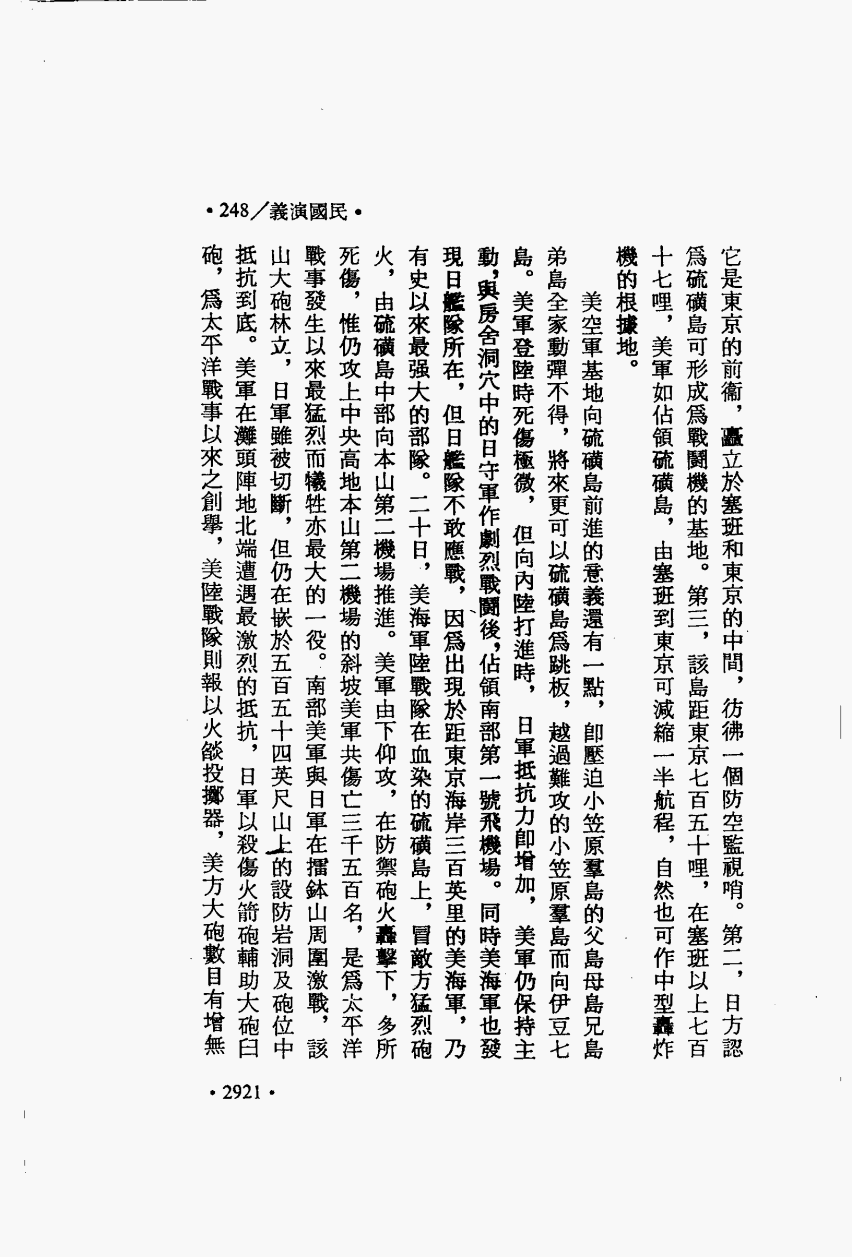 •248/義演國民•
它是東京的前衞，矗立於塞班和東京的中間，彷彿一個防空監視哨。第二，日方認
爲硫磺島可形成爲戰鬪機的基地。第三，該島距東京七百五十哩，在塞班以上七百
十七哩，美軍如佔領硫磺島，由塞班到東京可減縮一半航程，自然也可作中型轟炸
機的根據地。
美空軍基地向硫磺島前進的意義還有一點，卽壓迫小笠原羣島的父島母島兄島
弟島全家動彈不得，將來更可以硫磺島爲跳板，越過難攻的小笠原羣島而向伊豆七
島。美軍登陸時死傷極微，但向內陸打進時，日軍抵抗力卽增加，美軍仍保持主
動，與房舍洞穴中的日守軍作劇烈戰鬪後，佔領南部第一號飛機場。同時美海軍也發
現日艦隊所在，但日艦隊不敢應戰，因爲出現於距東京海岸三百英里的美海軍，乃
有史以來最强大的部隊。二十日，美海軍陸戰隊在血染的硫磺島上，冒敵方猛烈砲
火，由硫磺島中部向本山第二機場推進。美軍由下仰攻，在防禦砲火轟擊下，多所
死傷，惟仍攻上中央高地本山第二機場的斜坡美軍共傷亡三千五百名，是爲太平洋
戰事發生以來最猛烈而犧牲亦最大的一役。南部美軍與日軍在擂鉢山周圍激戰，該
山大砲林立，日軍雖被切斷，但仍在嵌於五百五十四英尺山上的設防岩洞及砲位中
抵抗到底。美軍在灘頭陣地北端遭遇最激烈的抵抗，日軍以殺傷火箭砲輔助大砲臼
砲，爲太平洋戰事以來之創擧，美陸戰隊則報以火燄投擲器，美方大砲數目有增無
•2921•